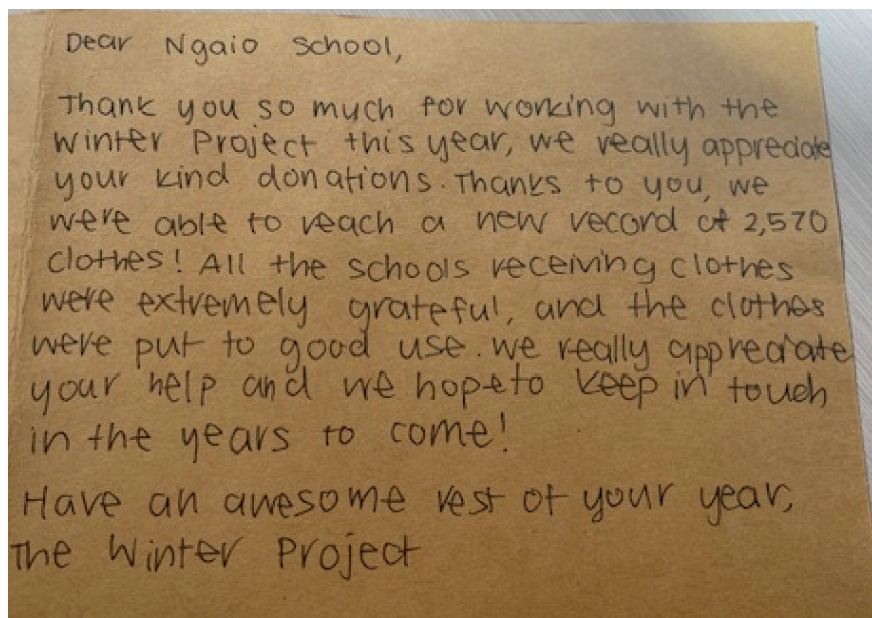 Dear Ngaio School,
Thank you so much for working with the
Winter Project this year, we really appreciate
your kind donations. Thanks to you, we
were able to reach a new record of 2,570
clothes! All the schools receiving clothes
were extremely grateful, and the clothes
were put to good use. We really appreciate
your help and we hope to keep in touch
in the years to come!
Have an awesome rest of your year,
The Winter Project